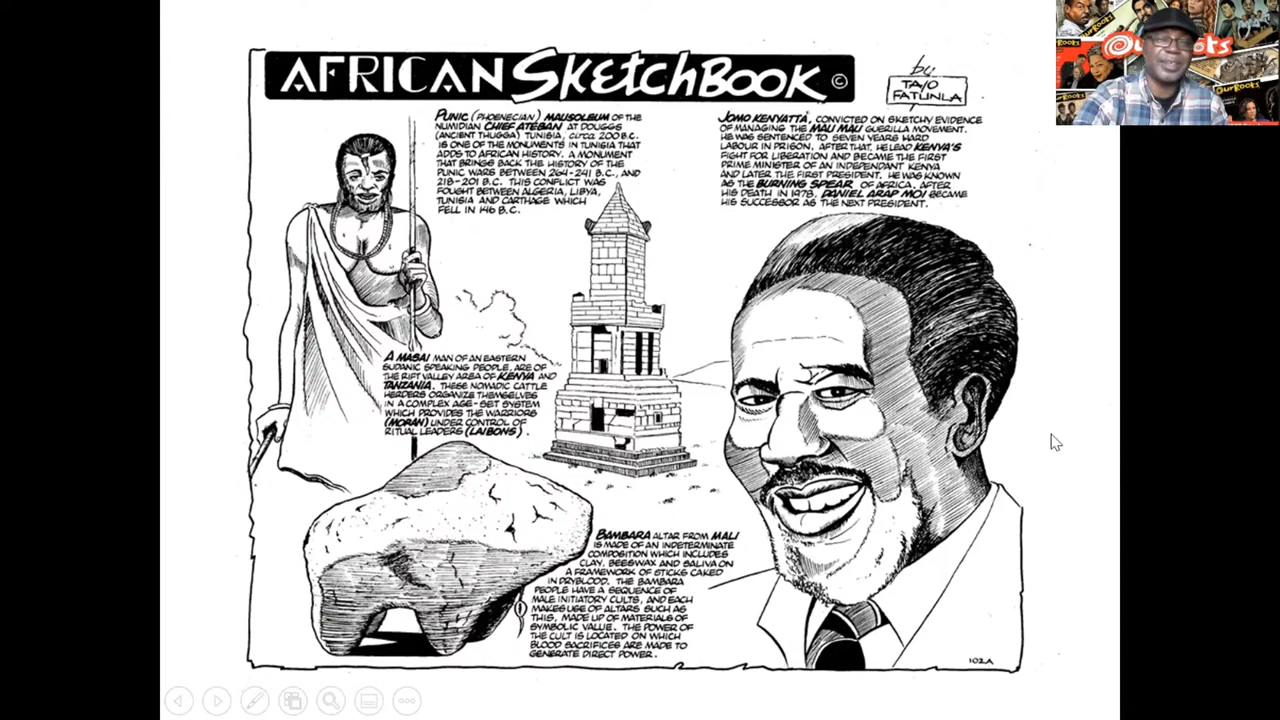 AFRICAN SKETCHBOOK ©
by
TAYO
FATUNLA
PUNIC (PHOENECIAN) MAUSOLEUM OF THE
NUMIDIAN CHIEF ATEBAN AT DOUGGS
(ANCIENT THUGGA) TUNISIA, CIRCA 200 B.C.
IS ONE OF THE MONUMENTS IN TUNISIA THAT
ADDS TO AFRICAN HISTORY. A MONUMENT
THAT BRINGS BACK THE HISTORY OF THE
PUNIC WARS BETWEEN 264-241 B.C., AND
218-201 B.C. THIS CONFLICT WAS
FOUGHT BETWEEN ALGERIA, LIBYA,
TUNISIA AND CARTHAGE WHICH
FELL IN 146 B.C.
JOMO KENYATTA, CONVICTED ON SKETCHY EVIDENCE
OF MANAGING THE MAU MAU GUERILLA MOVEMENT.
HE WAS SENTENCED TO SEVEN YEARS HARD
LABOUR IN PRISON, AFTER THAT, HE LEAD KENYA'S
FIGHT FOR LIBERATION AND BECAME THE FIRST
PRIME MINISTER OF AN INDEPENDANT KENYA
AND LATER THE FIRST PRESIDENT. HE WAS KNOWN
AS THE BURNING SPEAR OF AFRICA. AFTER
HIS DEATH IN 1978, DANIEL ARAP MOI BECAME
HIS SUCCESSOR AS THE NEXT PRESIDENT.
A MASAI MAN OF AN EASTERN
SUDANIC SPEAKING PEOPLE, ARE OF
THE RIFT VALLEY AREA OF KENYA AND
TANZANIA. THESE NOMADIC CATTLE
HERDERS ORGANIZE THEMSELVES
IN A COMPLEX AGE-SET SYSTEM
WHICH PROVIDES THE WARRIORS
(MORAN) UNDER CONTROL OF
RITUAL LEADERS (LAIBONS).
BAMBARA ALTAR FROM MALI
IS MADE OF AN INDETERMINATE
COMPOSITION WHICH INCLUDES
CLAY, BEESWAX AND SALIVA ON
A FRAMEWORK OF STICKS CAKED
IN DRYBLOOD. THE BAMBARA
PEOPLE HAVE A SEQUENCE OF
MALE INITIATORY CULTS, AND EACH
MAKES USE OF ALTARS SUCH AS
THIS, MADE UP OF MATERIALS OF
SYMBOLIC VALUE. THE POWER OF
THE CULT IS LOCATED ON WHICH
BLOOD SACRIFICES ARE MADE TO
GENERATE DIRECT POWER.
102A
OurRoots
OurRoots